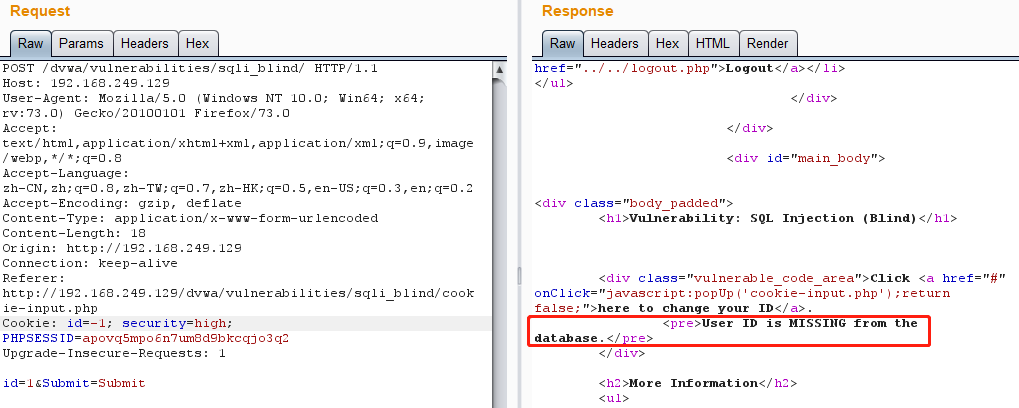 Request
Raw Params Headers Hex
POST /dvwa/vulnerabilities/sqli_blind/ HTTP/1.1
Host: 192.168.249.129
User-Agent: Mozilla/5.0 (Windows NT 10.0; Win64; x64;
rv:73.0) Gecko/20100101 Firefox/73.0
Accept:
text/html,application/xhtml+xml,application/xml;q=0.9,image
/webp,*/*;q=0.8
Accept-Language:
zh-CN,zh;q=0.8,zh-TW;q=0.7,zh-HK;q=0.5,en-US;q=0.3,en;q=0.2
Accept-Encoding: gzip, deflate
Content-Type: application/x-www-form-urlencoded
Content-Length: 18
Origin: http://192.168.249.129
Connection: keep-alive
Referer:
http://192.168.249.129/dvwa/vulnerabilities/sqli_blind/cook
ie-input.php
Cookie: id=-1; security=high;
PHPSESSID=apovq5mpo6n7um8d9bkcqjo3q2
Upgrade-Insecure-Requests: 1
id=1&Submit=Submit
Response
Raw Headers Hex HTML Render
href="../../logout.php">Logout</a></li>
</ul>
</div>
</div>
<div id="main_body">
<div class="body_padded">
<h1>Vulnerability: SQL Injection (Blind)</h1>
<div class="vulnerable_code_area">Click <a href="#"
onClick="javascript:popUp('cookie-input.php');return
false;">here to change your ID</a>.
<pre>User ID is MISSING from the
database.</pre>
</div>
<h2>More Information</h2>
<ul>